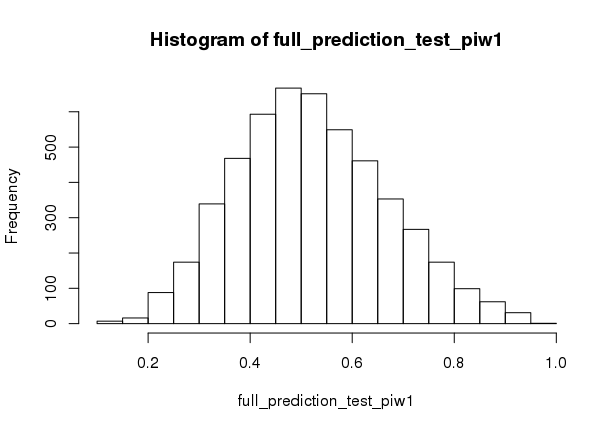 Histogram of full_prediction_test_piw1
Frequency
500
300
100
0
0.2 0.4 0.6 0.8 1.0
full_prediction_test_piw1